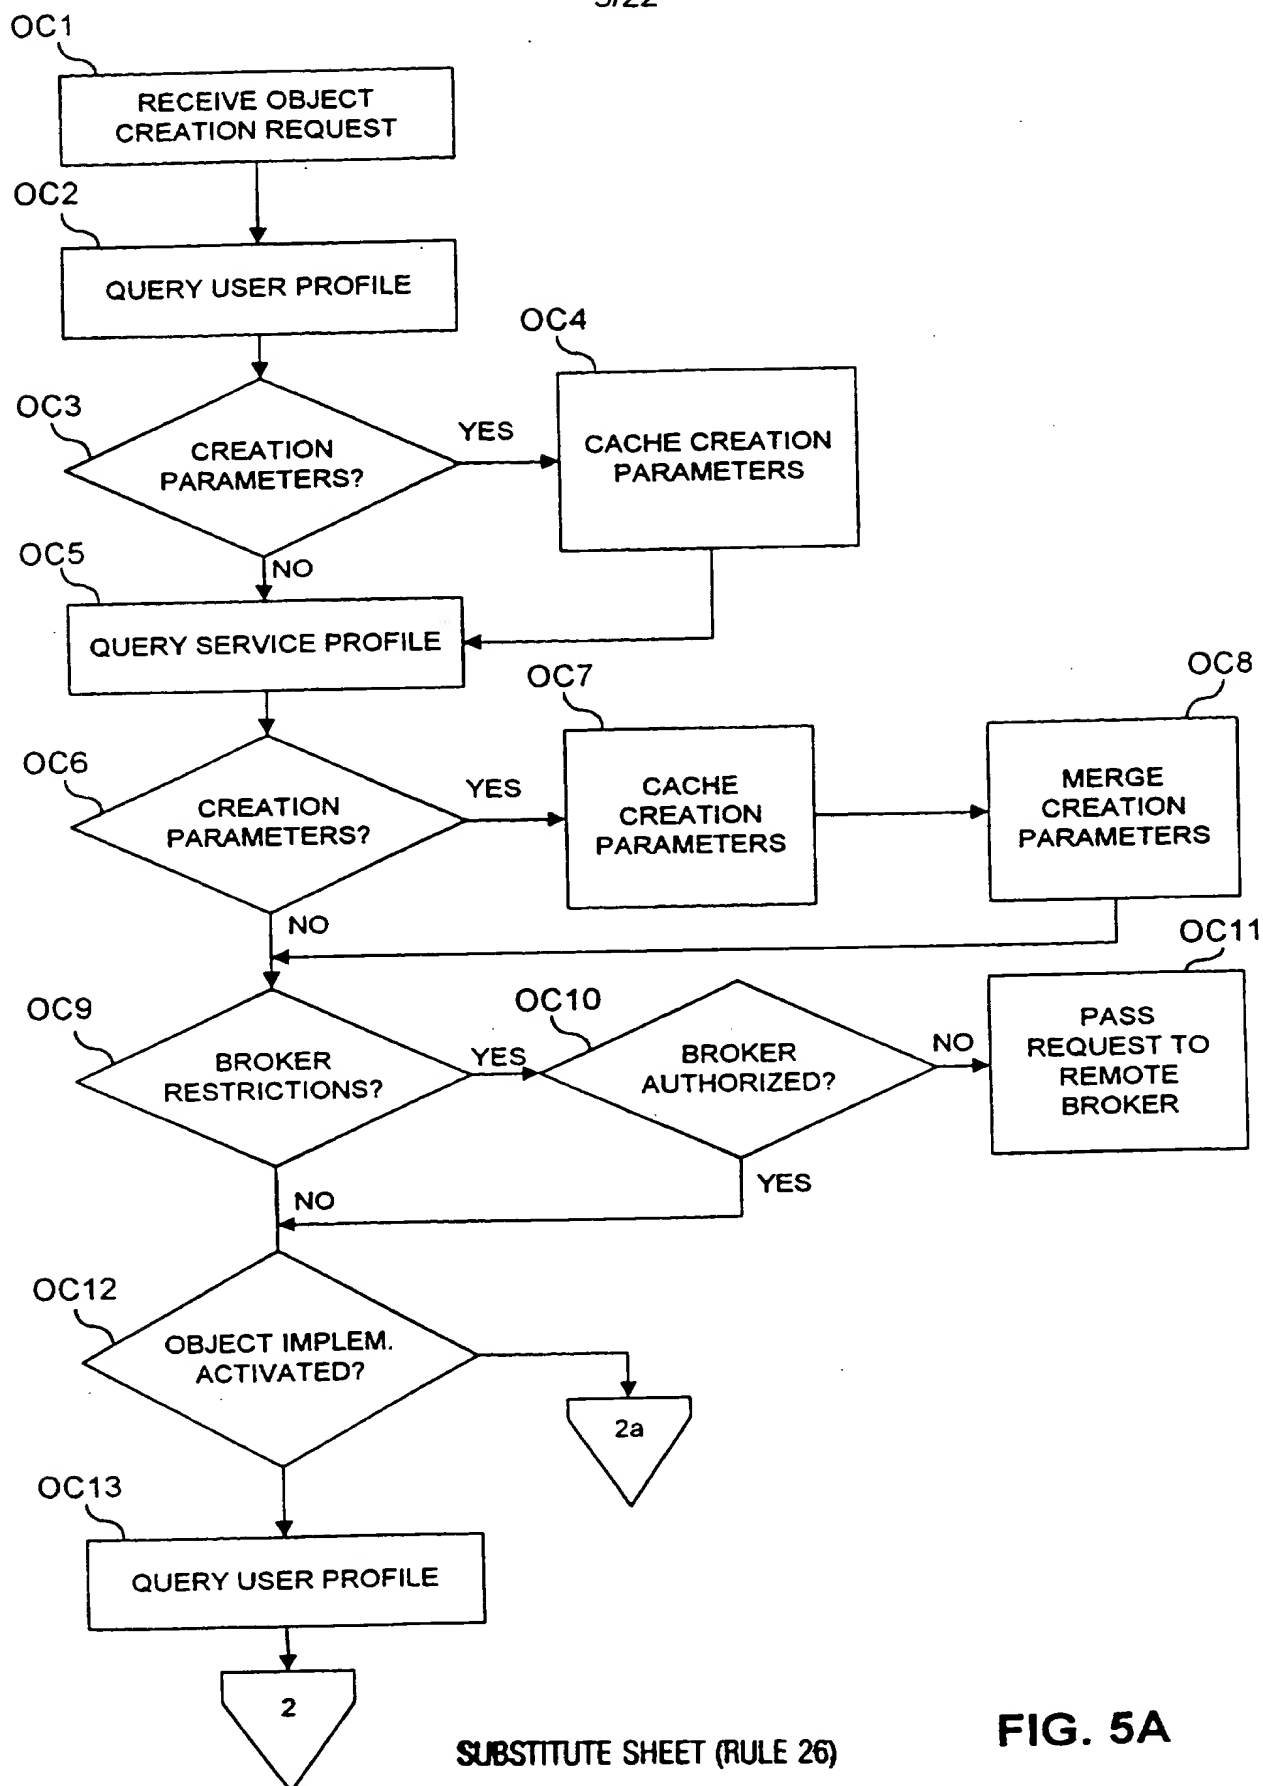 5/22
OC1
RECEIVE OBJECT
CREATION REQUEST
OC2
QUERY USER PROFILE
OC3
CREATION
PARAMETERS?
YES
OC4
CACHE CREATION
PARAMETERS
NO
OC5
QUERY SERVICE PROFILE
OC6
CREATION
PARAMETERS?
YES
OC7
CACHE
CREATION
PARAMETERS
OC8
MERGE
CREATION
PARAMETERS
NO
OC9
BROKER
RESTRICTIONS?
YES
OC10
BROKER
AUTHORIZED?
NO
OC11
PASS
REQUEST TO
REMOTE
BROKER
NO
YES
OC12
OBJECT IMPLEM.
ACTIVATED?
2a
OC13
QUERY USER PROFILE
2
SUBSTITUTE SHEET (RULE 26)
FIG. 5A